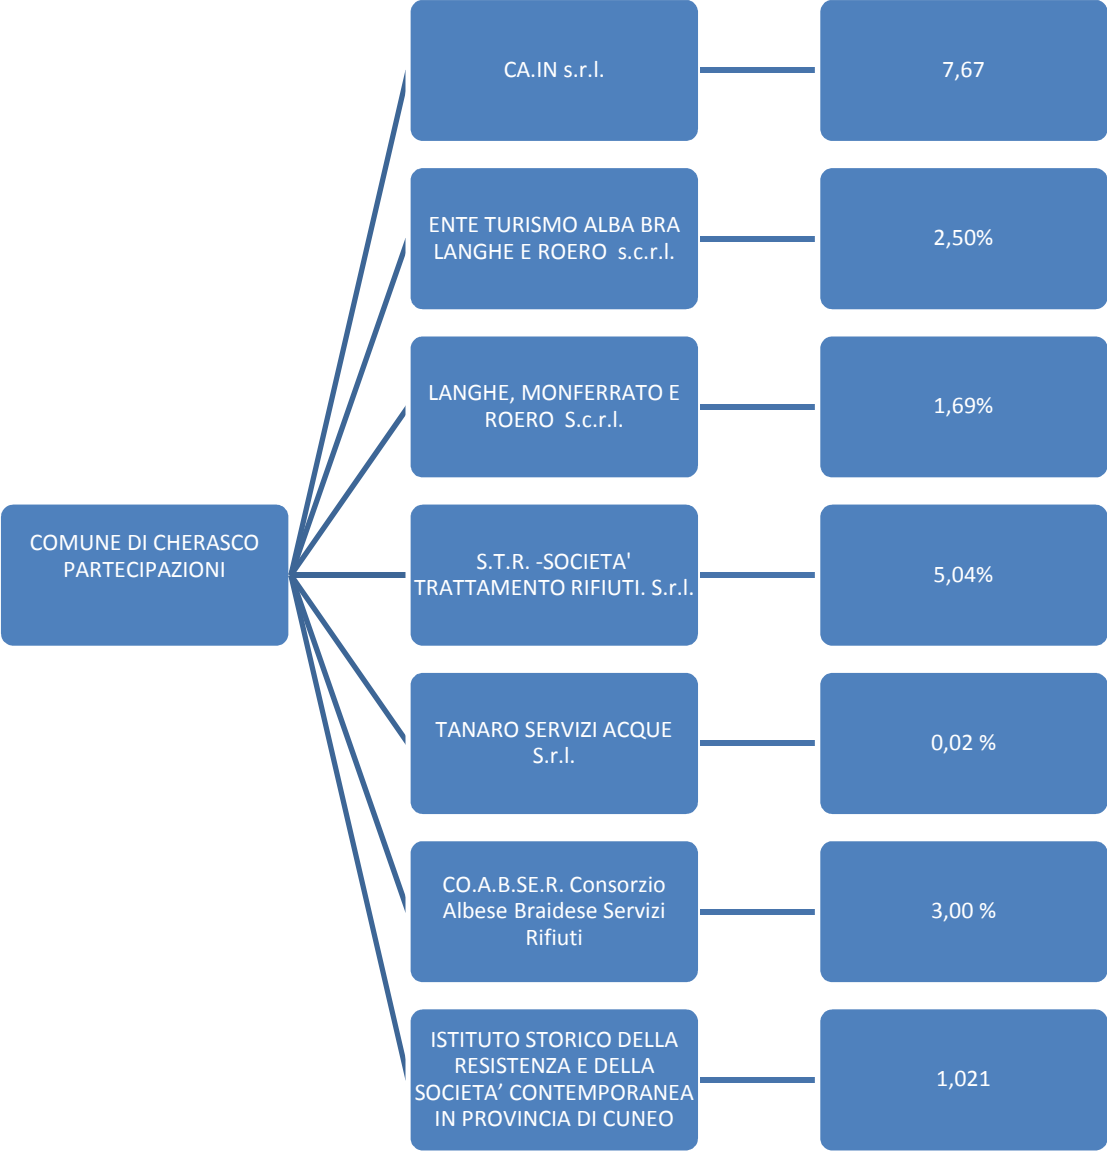 COMUNE DI CHERASCO
PARTECIPAZIONI
CA.IN s.r.l.
7,67
ENTE TURISMO ALBA BRA
LANGHE E ROERO  s.c.r.l.
2,50%
LANGHE, MONFERRATO E
ROERO  S.c.r.l.
1,69%
S.T.R. -SOCIETA'
TRATTAMENTO RIFIUTI. S.r.l.
5,04%
TANARO SERVIZI ACQUE
S.r.l.
0,02 %
CO.A.B.SE.R. Consorzio
Albese Braidese Servizi
Rifiuti
3,00 %
ISTITUTO STORICO DELLA
RESISTENZA E DELLA
SOCIETA’ CONTEMPORANEA
IN PROVINCIA DI CUNEO
1,021